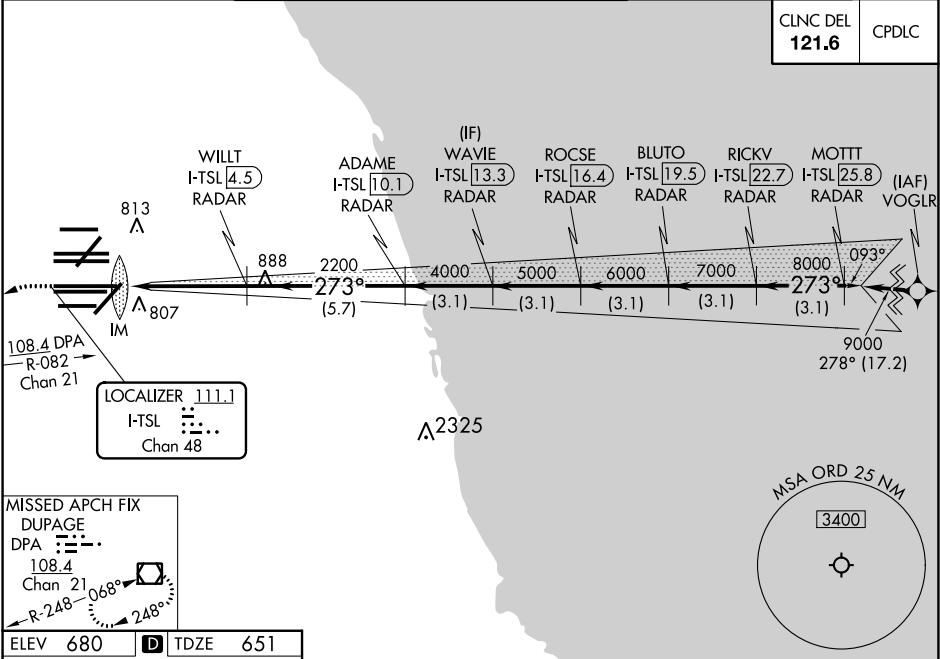 CLNC DEL
121.6
CPDLC
WILLT
I-TSL 4.5
RADAR
ADAME
I-TSL 10.1
RADAR
(IF)
WAVIE
I-TSL 13.3
RADAR
ROCSE
I-TSL 16.4
RADAR
BLUTO
I-TSL 19.5
RADAR
RICKV
I-TSL 22.7
RADAR
MOTTT
I-TSL 25.8
RADAR
(IAF)
VOGLR
813
888
807
IM
2200
273°
(5.7)
4000
(3.1)
5000
(3.1)
6000
(3.1)
7000
(3.1)
8000
273°
(3.1)
093°
9000
278° (17.2)
108.4 DPA
R-082
Chan 21
LOCALIZER 111.1
I-TSL
Chan 48
2325
MISSED APCH FIX
DUPAGE
DPA
108.4
Chan 21
R-248
068°
248°
MSA ORD 25 NM
3400
ELEV 680
D TDZE 651